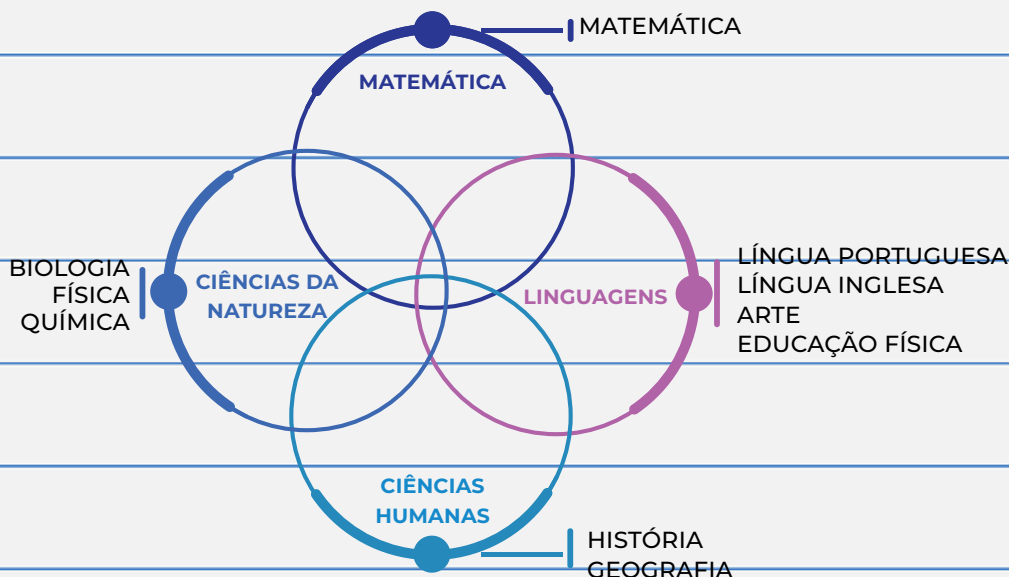 MATEMÁTICA
MATEMÁTICA
BIOLOGIA
FÍSICA
QUÍMICA
CIÊNCIAS DA
NATUREZA
LINGUAGENS
LÍNGUA PORTUGUESA
LÍNGUA INGLESA
ARTE
EDUCAÇÃO FÍSICA
CIÊNCIAS
HUMANAS
HISTÓRIA
GEOGRAFIA